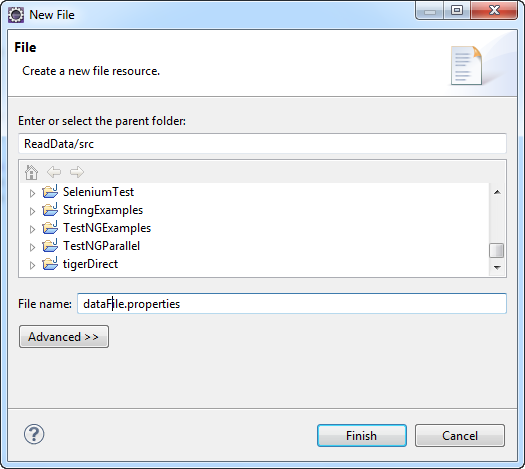 New File
File
Create a new file resource.
Enter or select the parent folder:
ReadData/src
SeleniumTest
StringExamples
TestNGExamples
TestNGParallel
tigerDirect
File name: dataFile.properties
Advanced >>
?
Finish Cancel